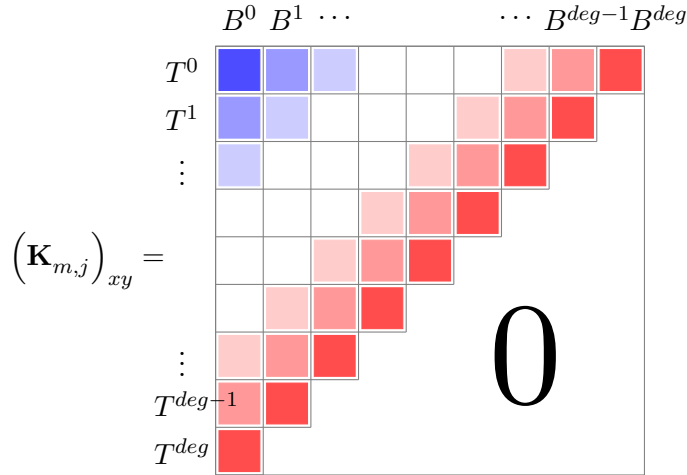 B^0 B^1 ⋯ ⋯ B^{deg−1} B^{deg}
T^0
T^1
⋮
(K_{m,j})_{xy} =
0
⋮
T^{deg−1}
T^{deg}